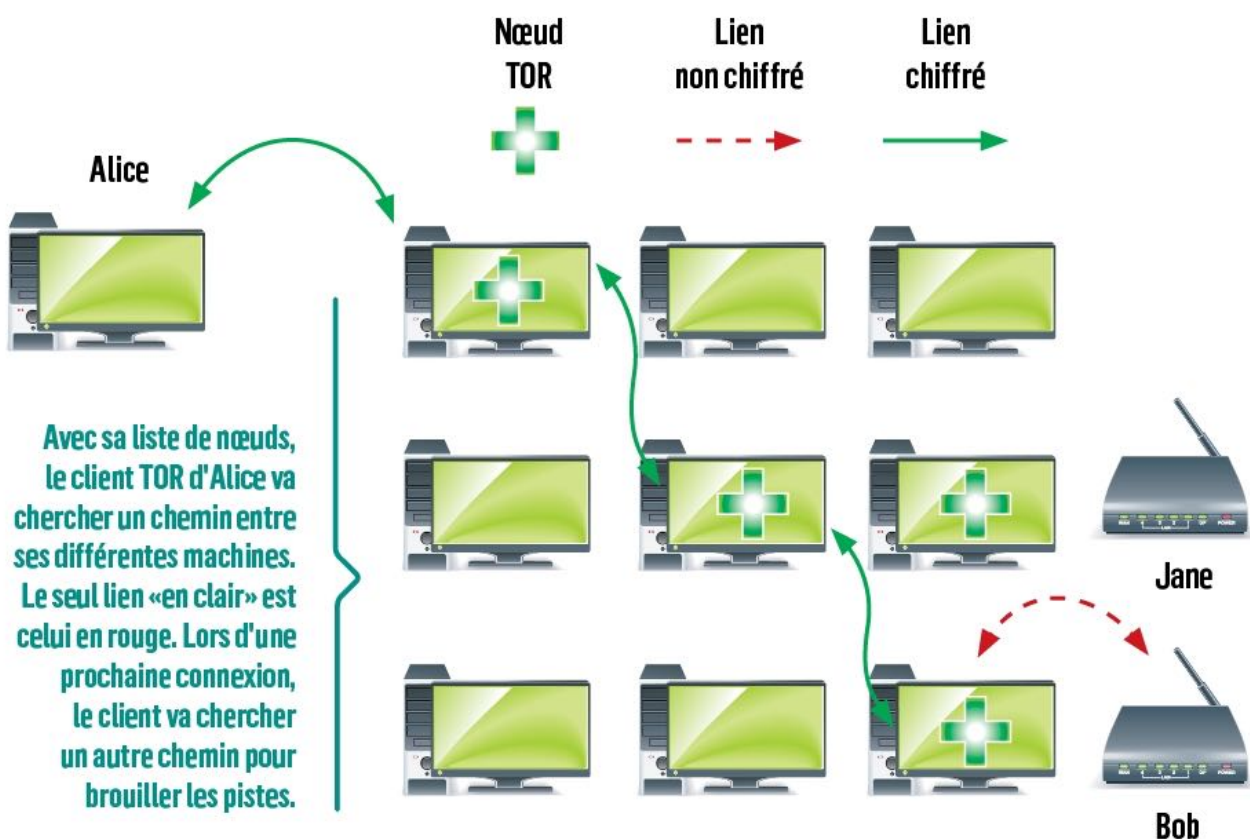 Nœud
TOR
Lien
non chiffré
Lien
chiffré
Alice
Avec sa liste de nœuds,
le client TOR d'Alice va
chercher un chemin entre
ses différentes machines.
Le seul lien «en clair» est
celui en rouge. Lors d'une
prochaine connexion,
le client va chercher
un autre chemin pour
brouiller les pistes.
Jane
Bob